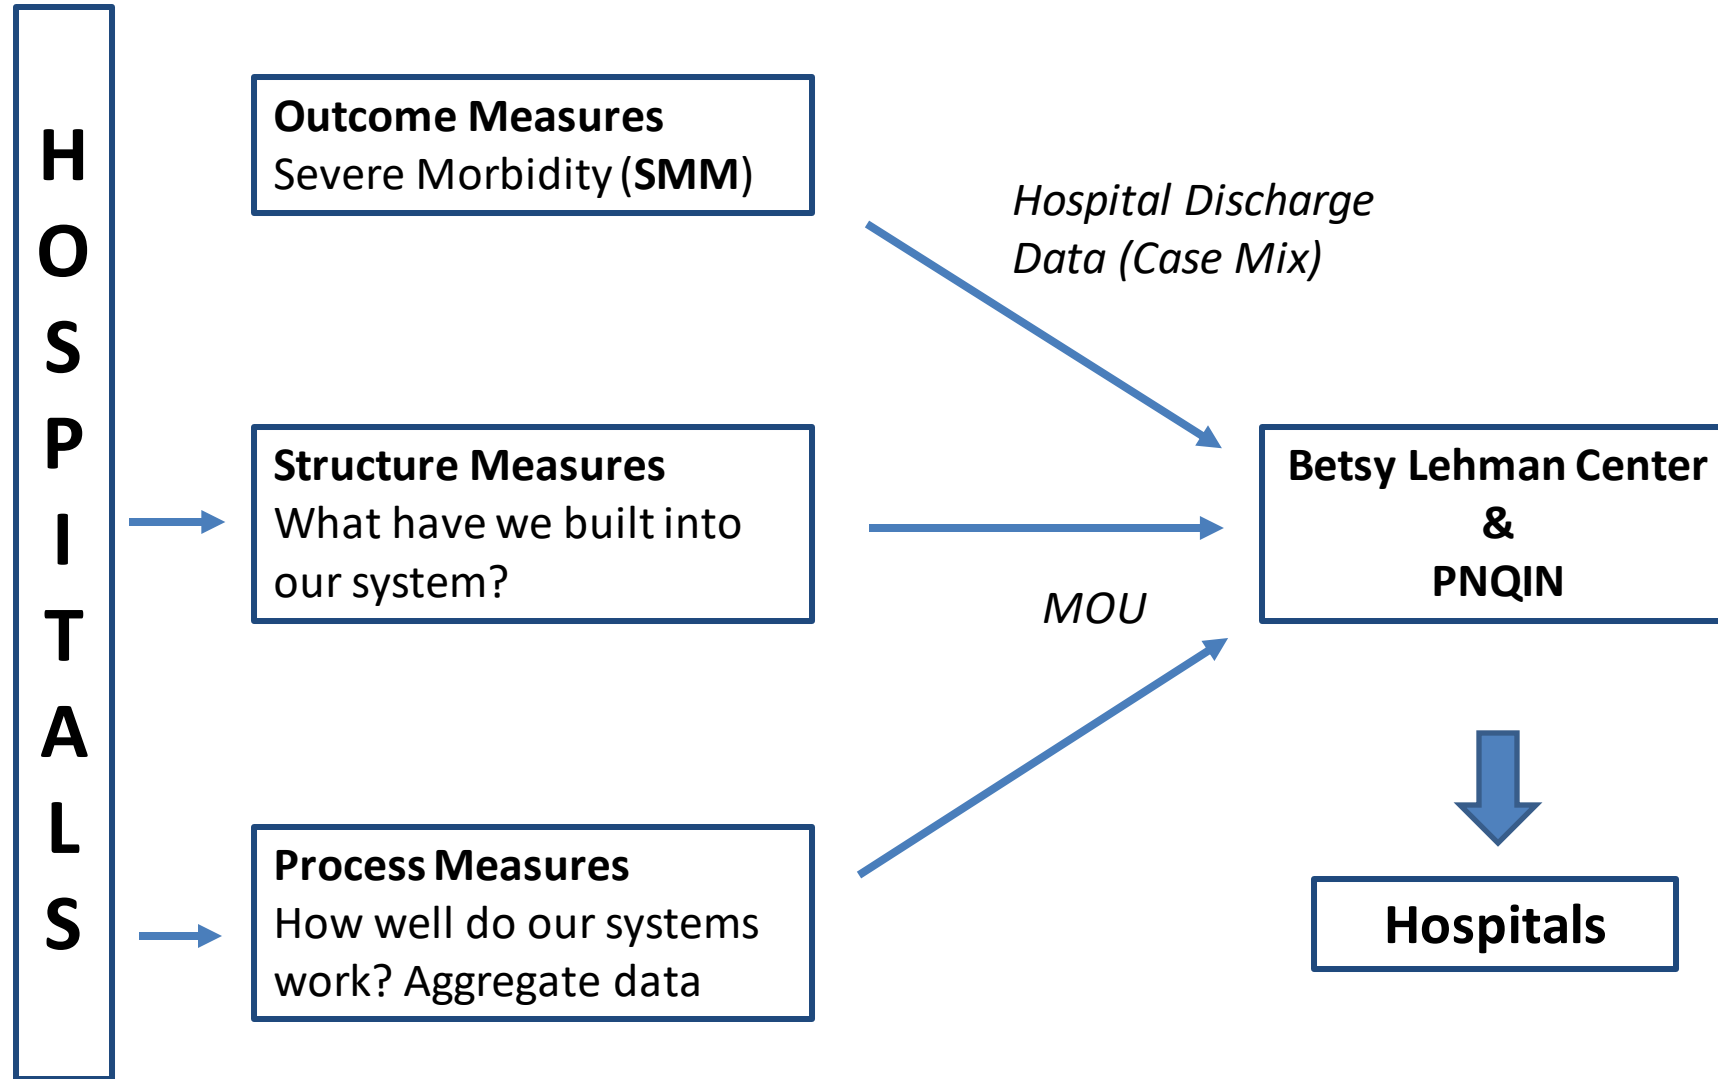 HOSPITALS
Outcome Measures
Severe Morbidity (SMM)
Hospital Discharge
Data (Case Mix)
Structure Measures
What have we built into
our system?
MOU
Betsy Lehman Center
&
PNQIN
Process Measures
How well do our systems
work? Aggregate data
Hospitals